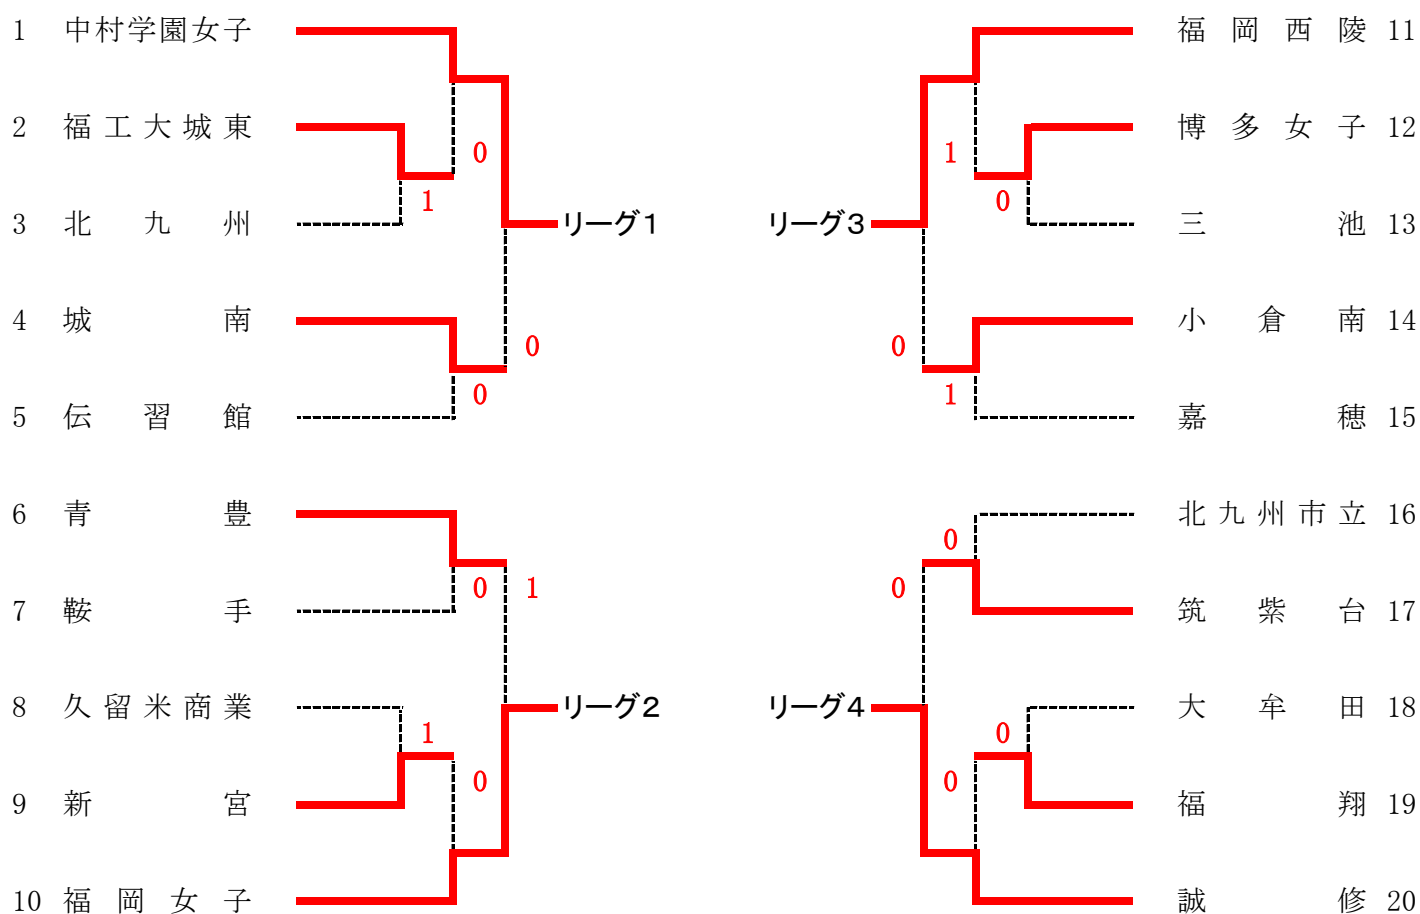 1 中村学園女子
福岡西陵 11
2 福工大城東
0
1
博多女子 12
1
0
3 北九州
リーグ1
リーグ3
三池 13
4 城南
0
0
小倉南 14
0
1
5 伝習館
嘉穂 15
6 青豊
0
北九州市立 16
0 1
0
7 鞍手
筑紫台 17
8 久留米商業
リーグ2
リーグ4
大牟田 18
1
0
0
0
9 新宮
福翔 19
10 福岡女子
誠修 20